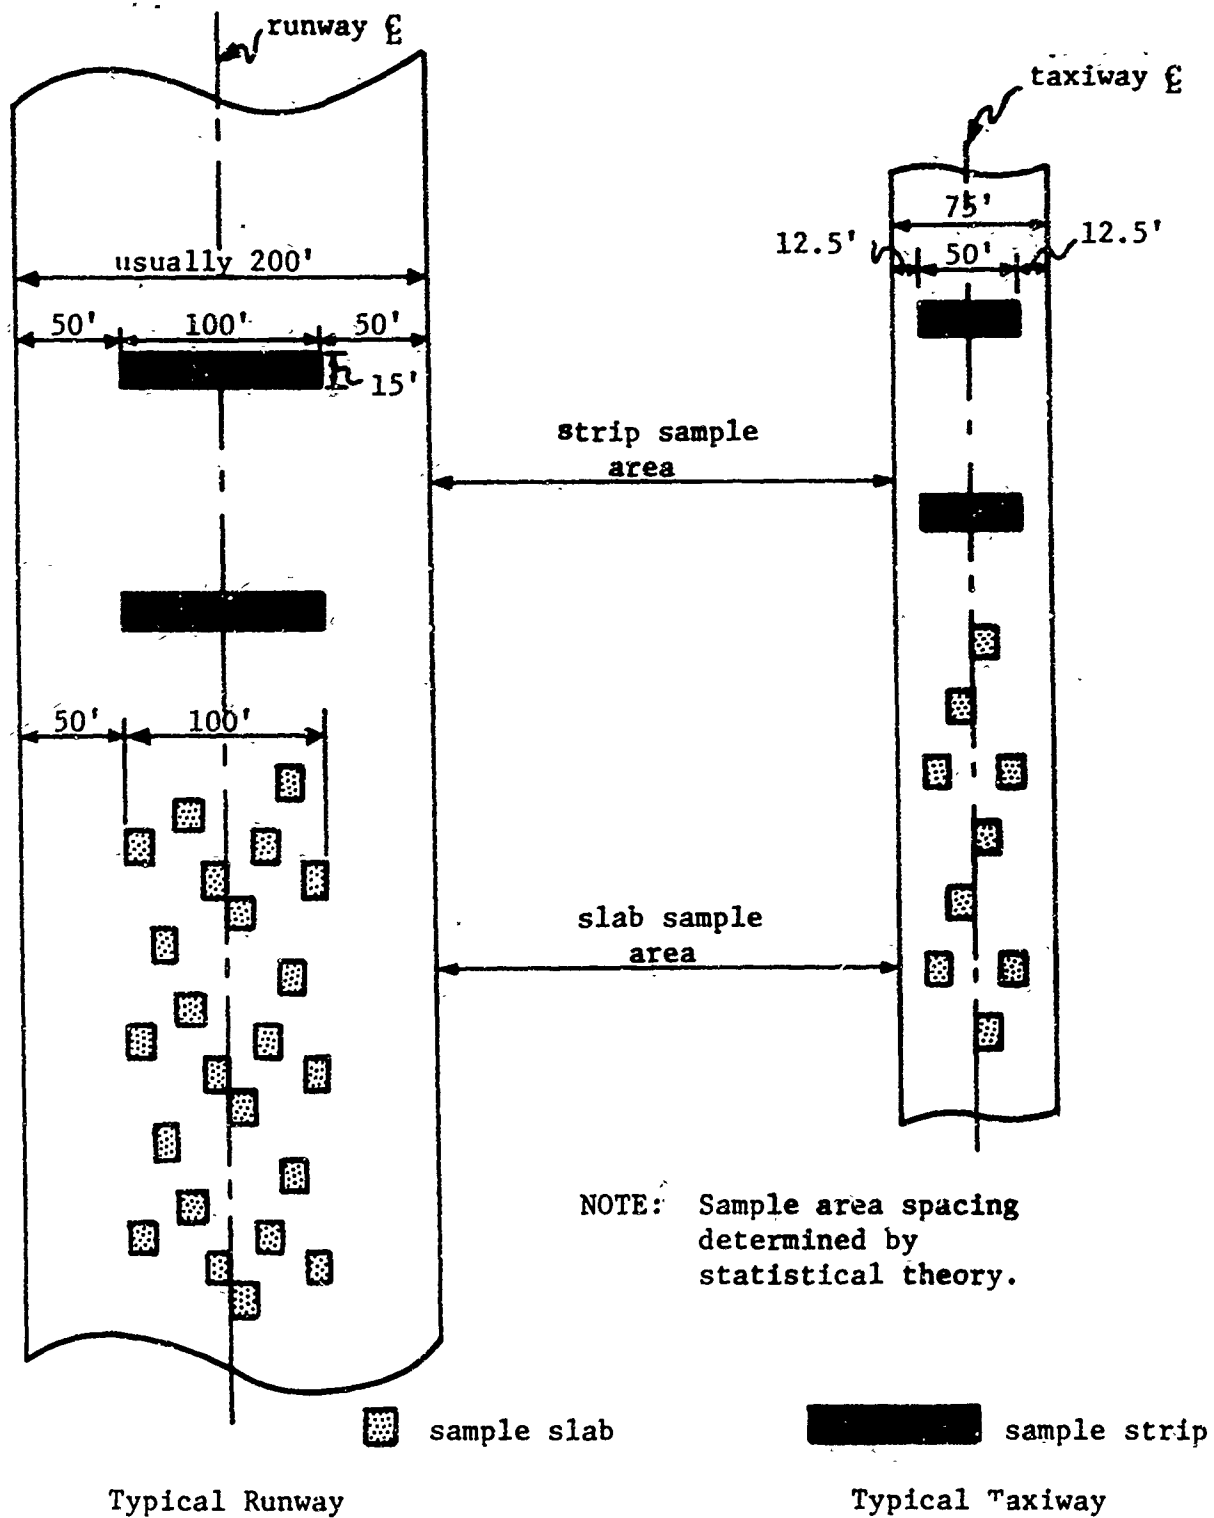 runway ℄
taxiway ℄
75'
12.5'
50'
12.5'
usually 200'
50'
100'
50'
15'
strip sample
area
50'
100'
slab sample
area
NOTE: Sample area spacing
determined by
statistical theory.
sample slab
sample strip
Typical Runway
Typical Taxiway